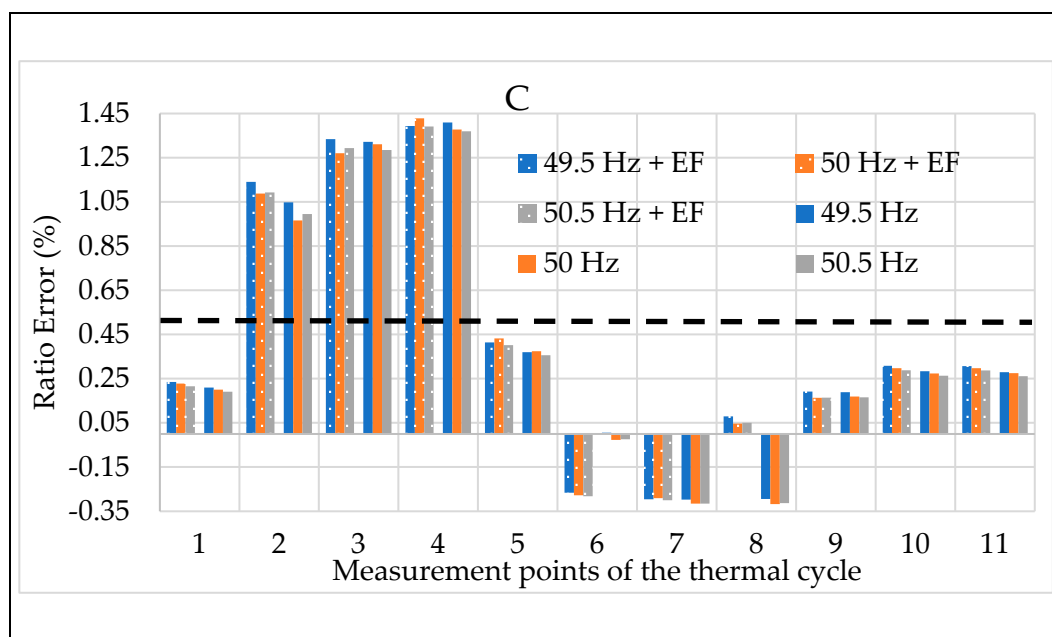 C
1.45
1.25
1.05
0.85
0.65
0.45
0.25
0.05
-0.15
-0.35
Ratio Error (%)
49.5 Hz + EF
50 Hz + EF
50.5 Hz + EF
49.5 Hz
50 Hz
50.5 Hz
1 2 3 4 5 6 7 8 9 10 11
Measurement points of the thermal cycle